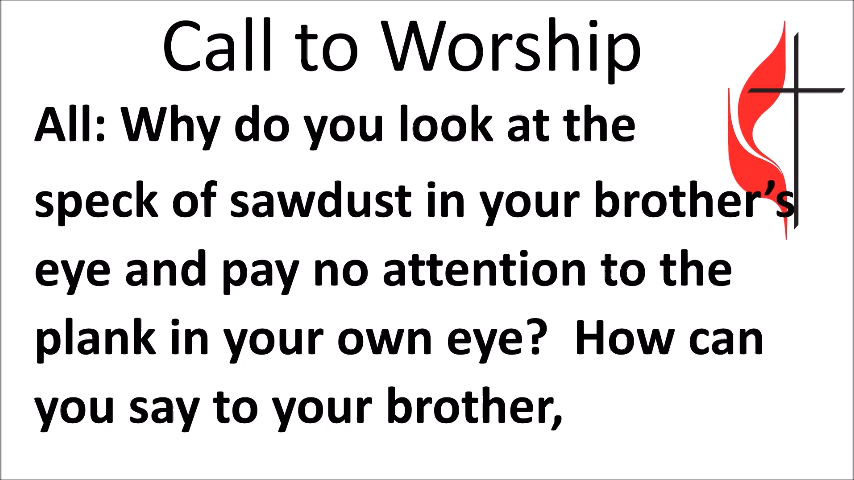 Call to Worship
All: Why do you look at the
speck of sawdust in your brother’s
eye and pay no attention to the
plank in your own eye?  How can
you say to your brother,